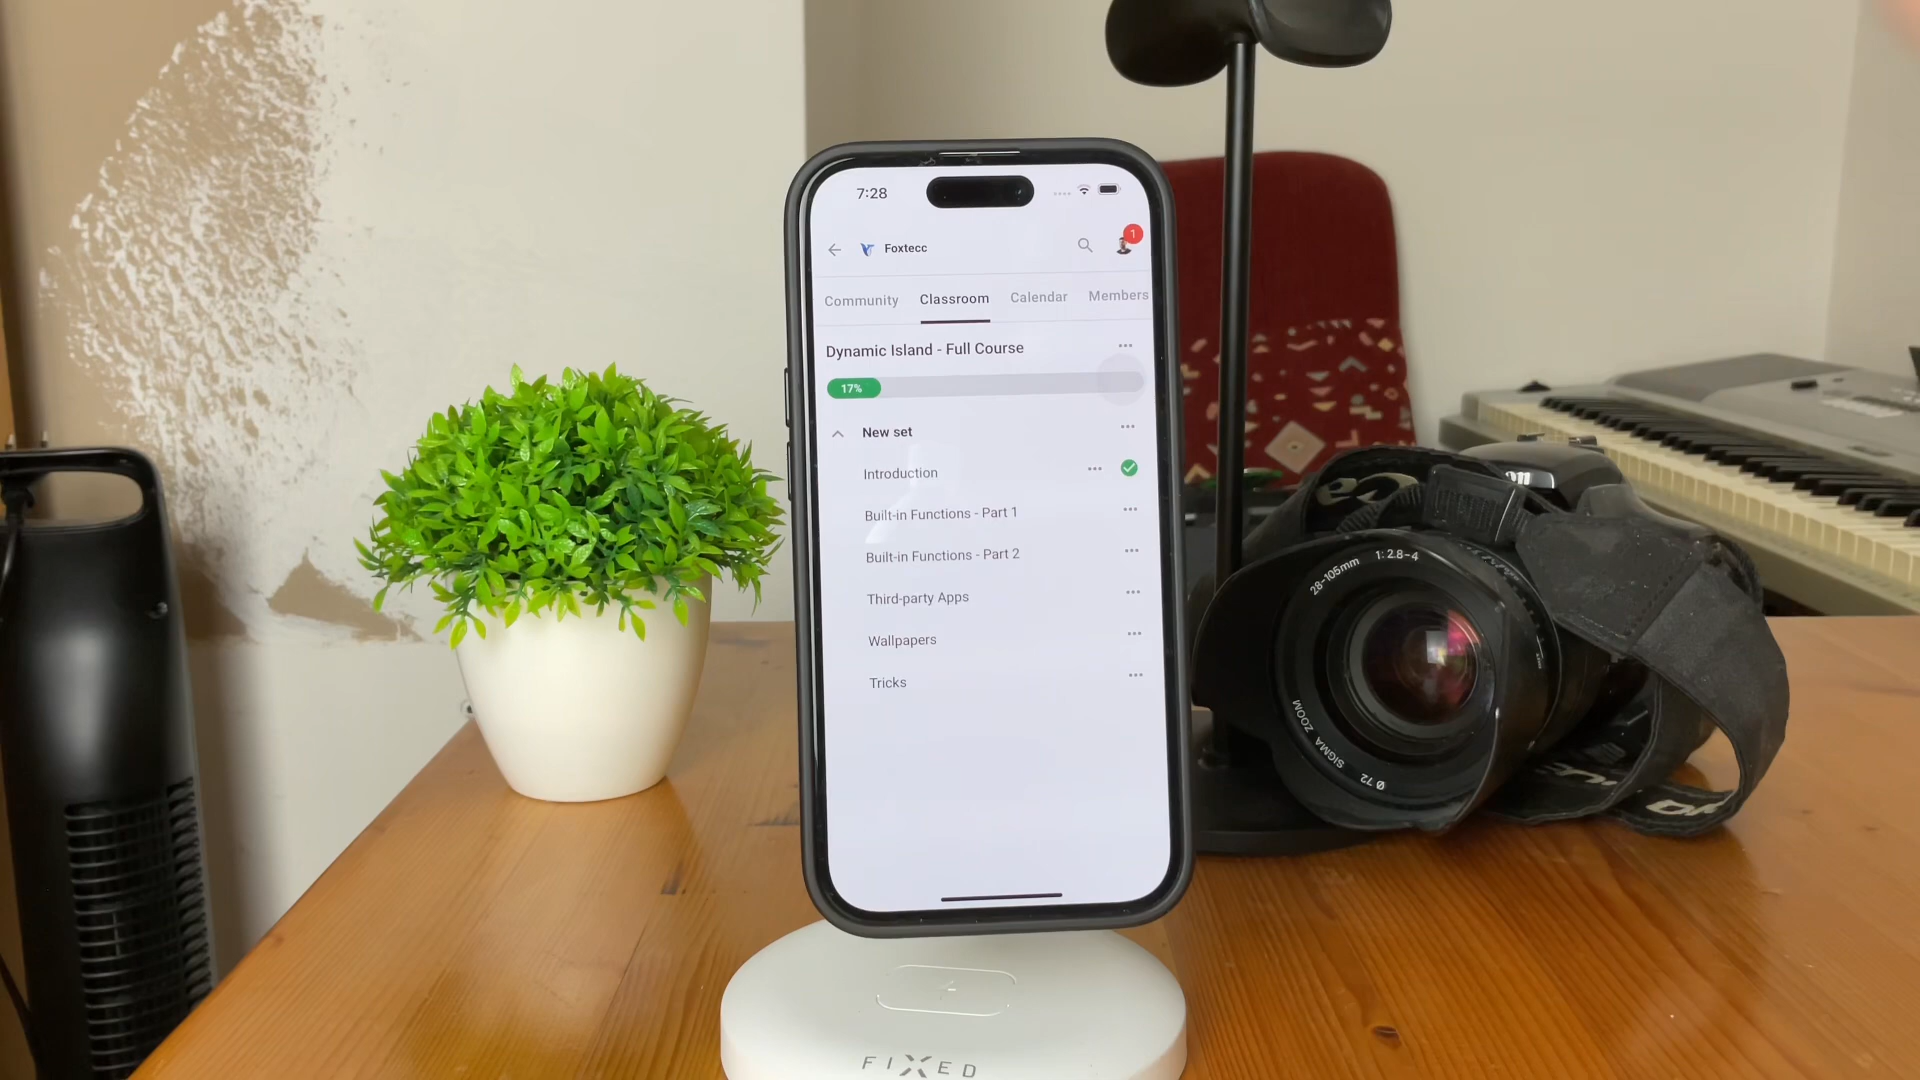 7:28
1
Foxtecc
Community Classroom Calendar Members
Dynamic Island - Full Course
17%
New set
Introduction
Built-in Functions - Part 1
Built-in Functions - Part 2
Third-party Apps
Wallpapers
Tricks
28-105mm 1:2.8-4
SIGMA ZOOM ø72
FIXED